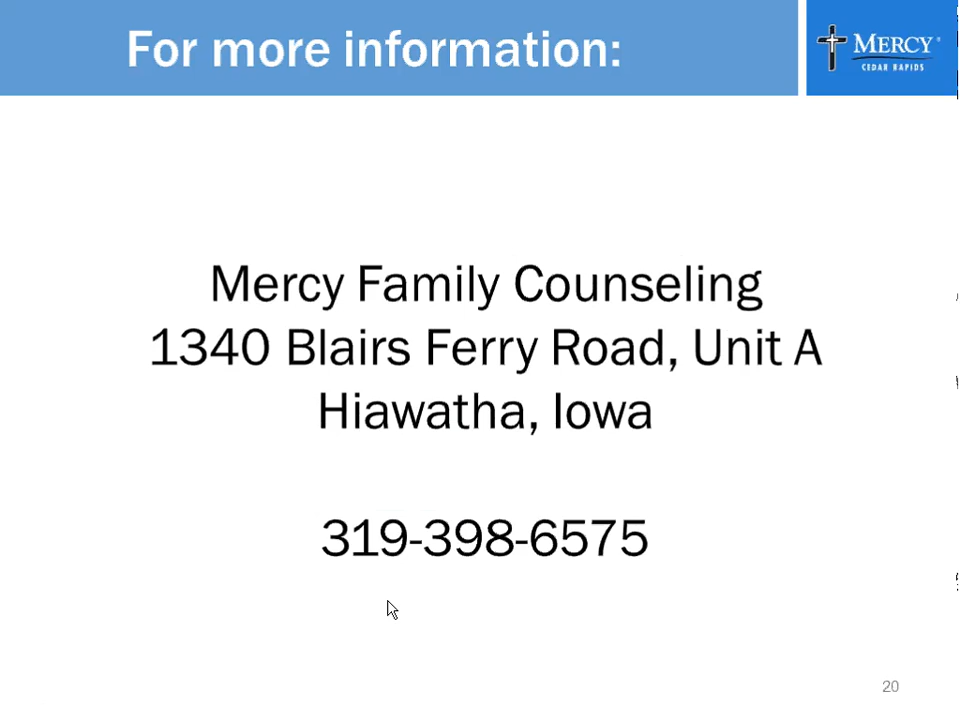 For more information:
MERCY®
CEDAR RAPIDS
Mercy Family Counseling
1340 Blairs Ferry Road, Unit A
Hiawatha, Iowa
319-398-6575
20